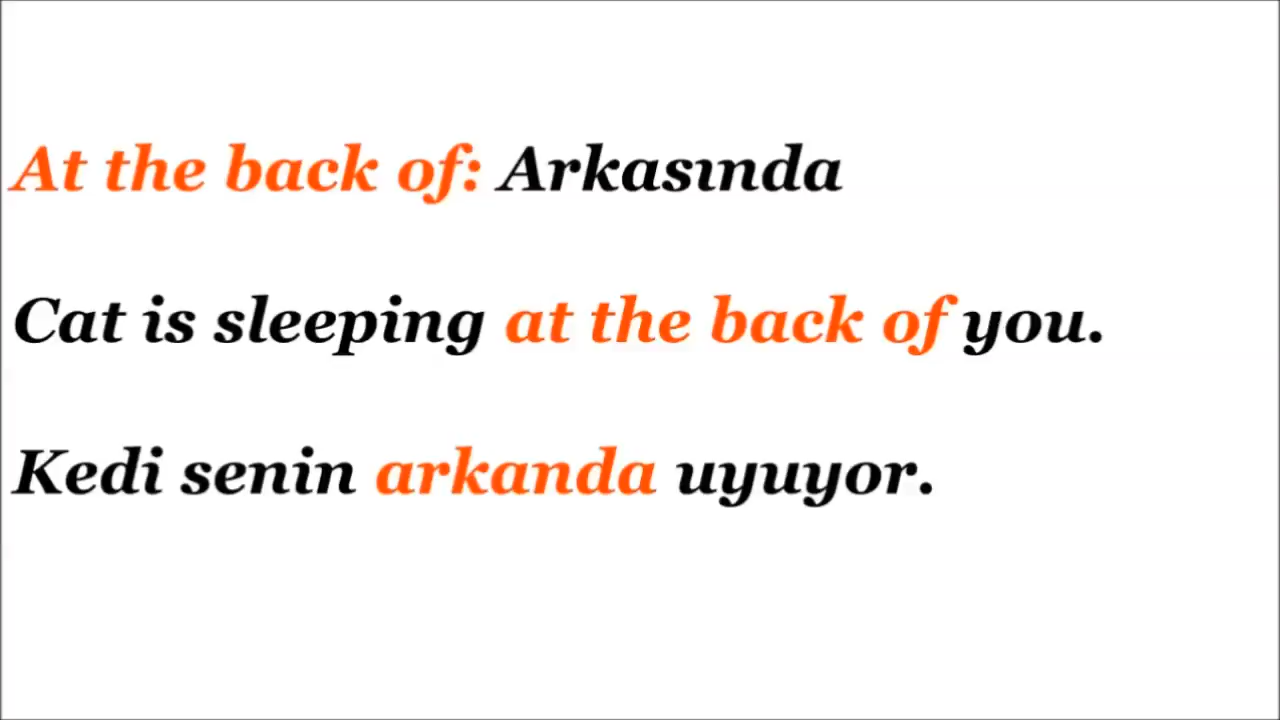 At the back of: Arkasında
Cat is sleeping at the back of you.
Kedi senin arkanda uyuyor.